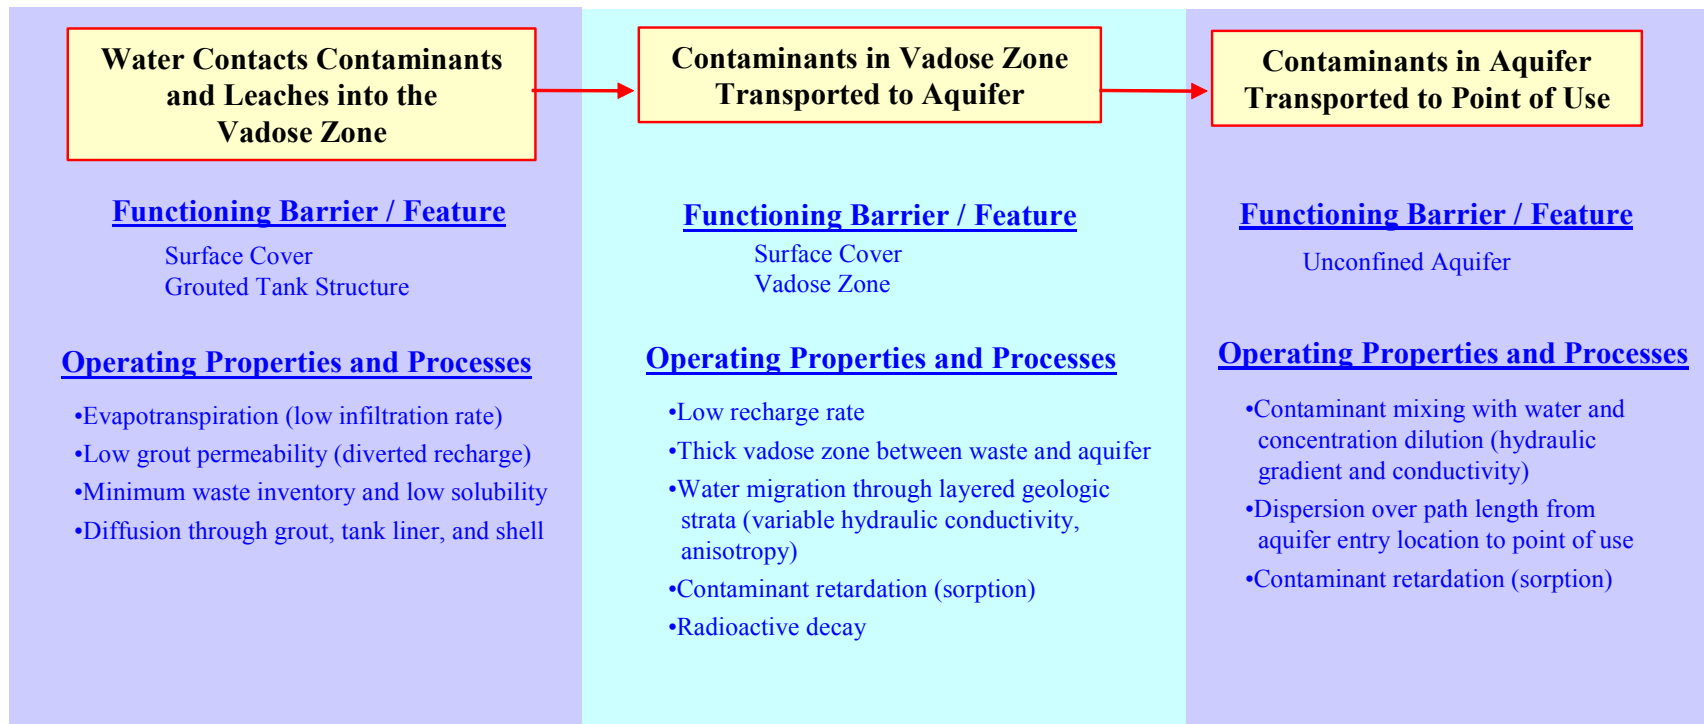 Water Contacts Contaminants
and Leaches into the
Vadose Zone
Functioning Barrier / Feature
Surface Cover
Grouted Tank Structure
Operating Properties and Processes
•Evapotranspiration (low infiltration rate)
•Low grout permeability (diverted recharge)
•Minimum waste inventory and low solubility
•Diffusion through grout, tank liner, and shell
Contaminants in Vadose Zone
Transported to Aquifer
Functioning Barrier / Feature
Surface Cover
Vadose Zone
Operating Properties and Processes
•Low recharge rate
•Thick vadose zone between waste and aquifer
•Water migration through layered geologic
strata (variable hydraulic conductivity,
anisotropy)
•Contaminant retardation (sorption)
•Radioactive decay
Contaminants in Aquifer
Transported to Point of Use
Functioning Barrier / Feature
Unconfined Aquifer
Operating Properties and Processes
•Contaminant mixing with water and
concentration dilution (hydraulic
gradient and conductivity)
•Dispersion over path length from
aquifer entry location to point of use
•Contaminant retardation (sorption)